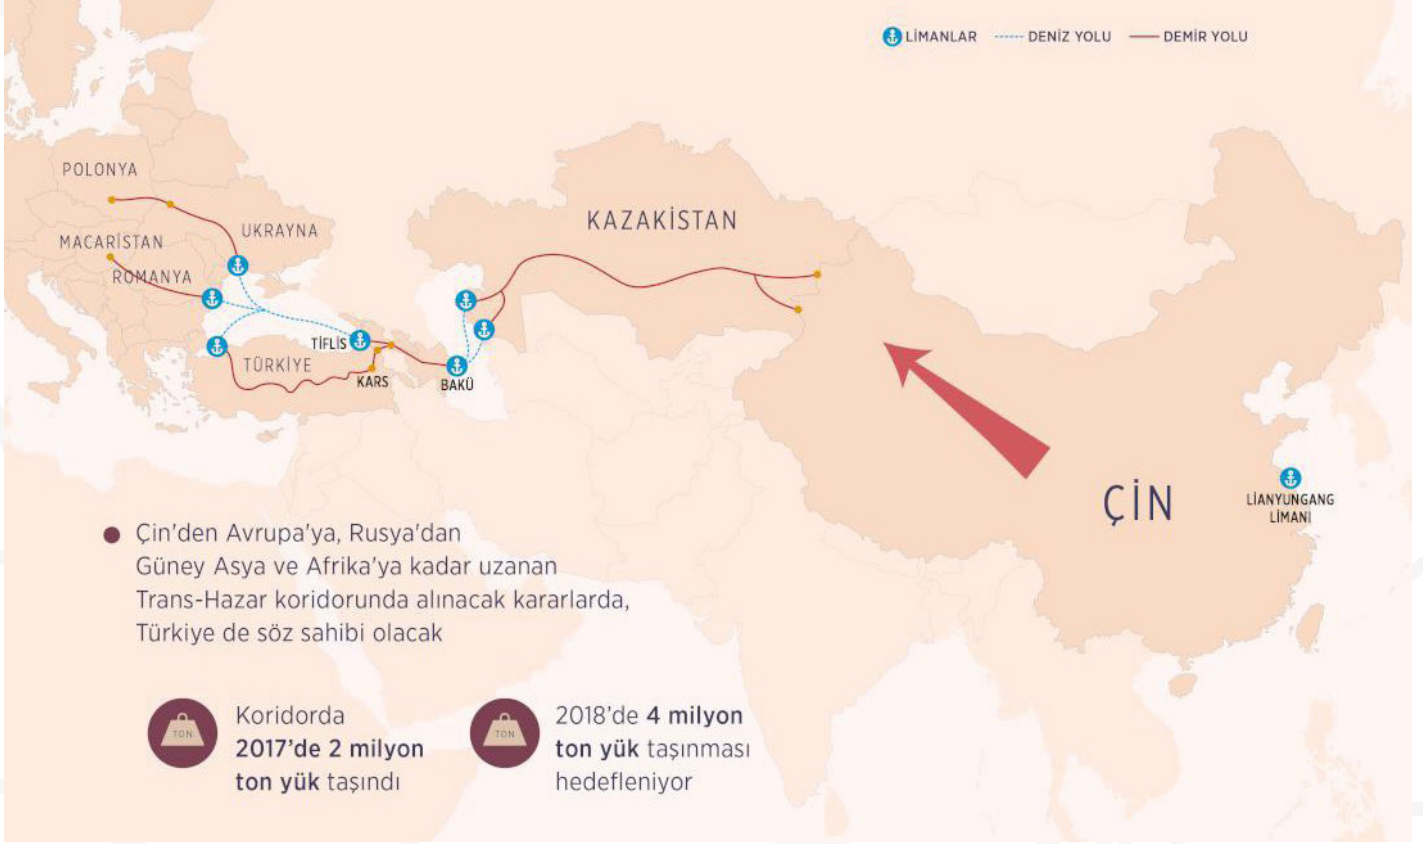 LİMANLAR
DENİZ YOLU
DEMİR YOLU
POLONYA
UKRAYNA
MACARİSTAN
ROMANYA
KAZAKİSTAN
TİFLİS
TÜRKİYE
KARS
BAKÜ
ÇİN
LİANYUNGANG
LİMANI
Çin'den Avrupa'ya, Rusya'dan
Güney Asya ve Afrika'ya kadar uzanan
Trans-Hazar koridorunda alınacak kararlarda,
Türkiye de söz sahibi olacak
TON
Koridorda
2017'de 2 milyon
ton yük taşındı
TON
2018'de 4 milyon
ton yük taşınması
hedefleniyor